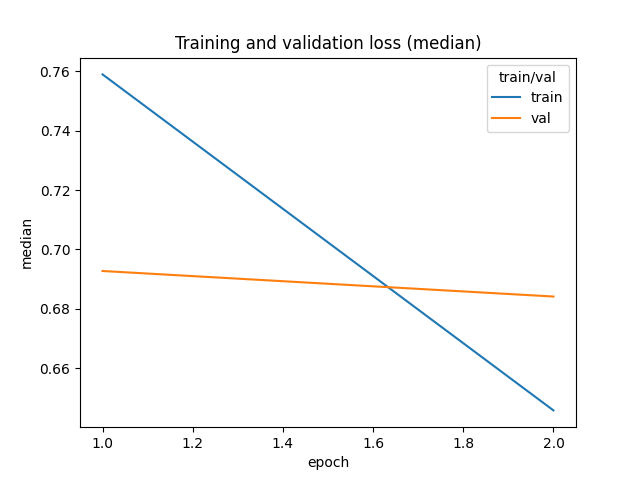 Training and validation loss (median)
train/val
train
val
0.76
0.74
0.72
0.70
0.68
0.66
median
1.0 1.2 1.4 1.6 1.8 2.0
epoch